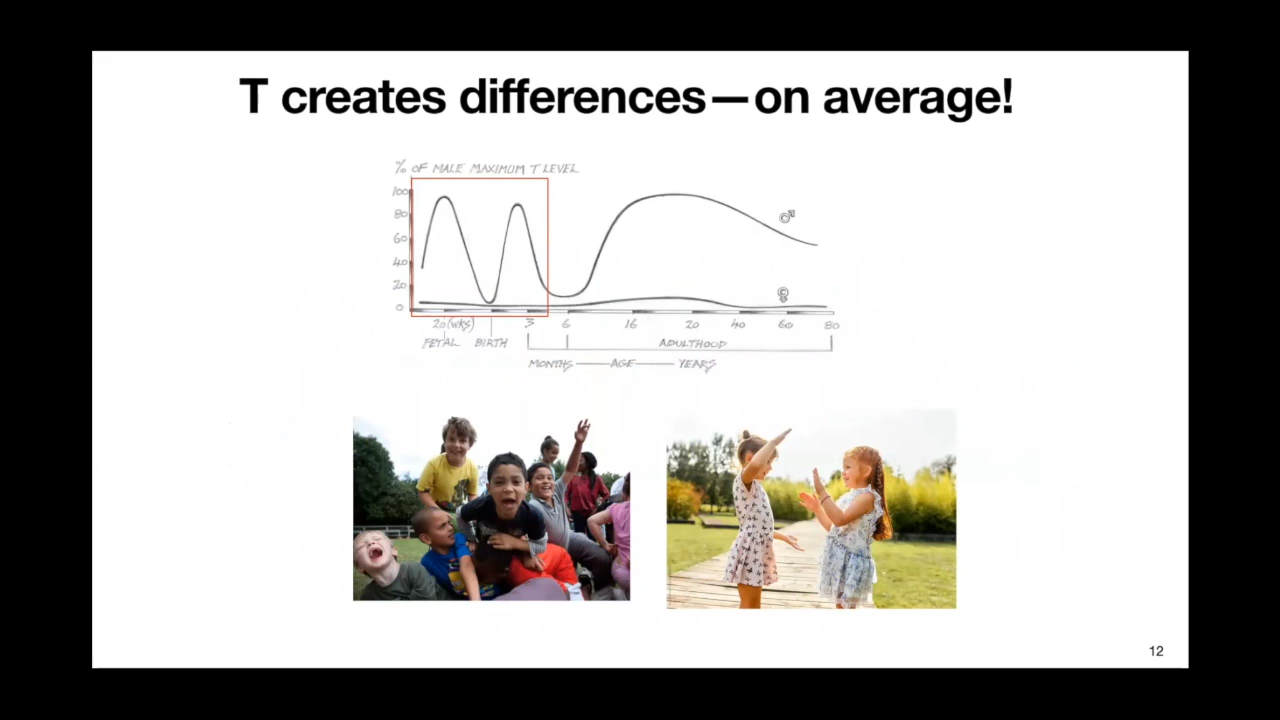 T creates differences—on average!
% OF MALE MAXIMUM T LEVEL
100
80
60
40
20
0
♂
♀
20 (WKS) 3 6 16 20 40 60 80
FETAL BIRTH ADULTHOOD
MONTHS AGE YEARS
12